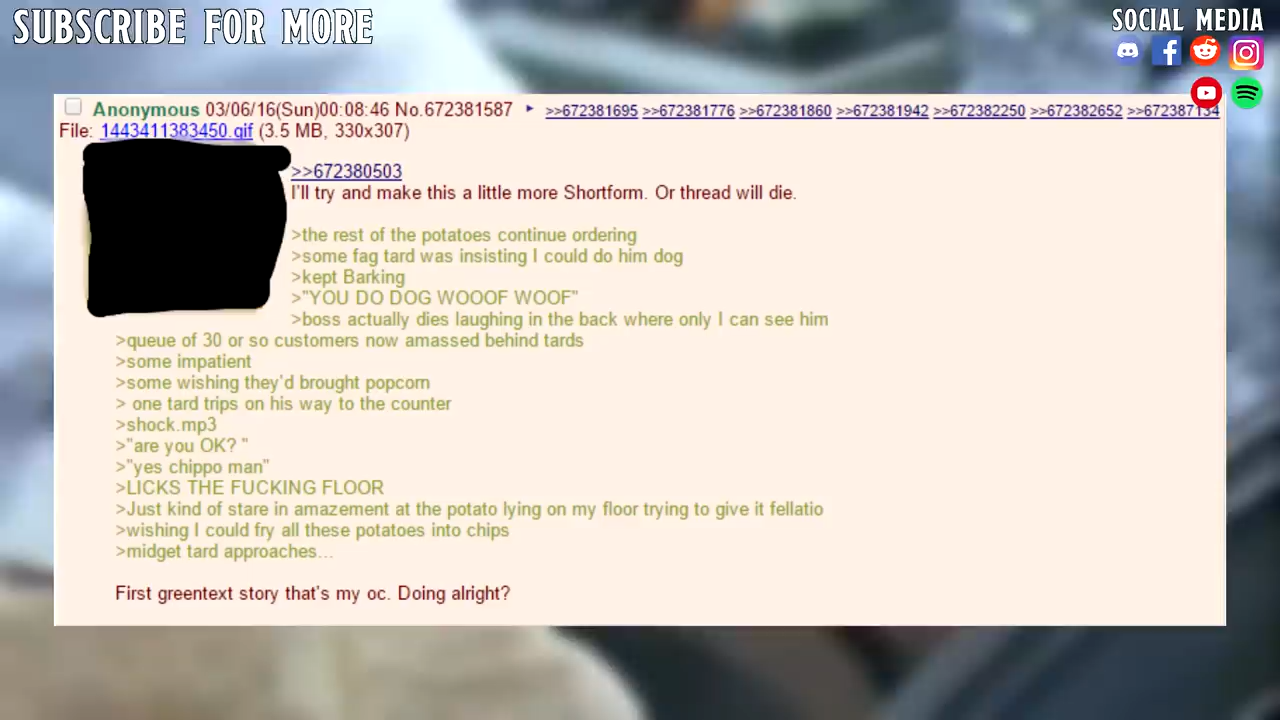 SUBSCRIBE FOR MORE
SOCIAL MEDIA
Anonymous 03/06/16(Sun)00:08:46 No.672381587 ▸ >>672381695 >>672381776 >>672381860 >>672381942 >>672382250 >>672382652 >>672387134
File: 1443411383450.gif (3.5 MB, 330x307)
>>672380503
I'll try and make this a little more Shortform. Or thread will die.
>the rest of the potatoes continue ordering
>some fag tard was insisting I could do him dog
>kept Barking
>"YOU DO DOG WOOOF WOOF"
>boss actually dies laughing in the back where only I can see him
>queue of 30 or so customers now amassed behind tards
>some impatient
>some wishing they'd brought popcorn
> one tard trips on his way to the counter
>shock.mp3
>"are you OK? "
>"yes chippo man"
>LICKS THE FUCKING FLOOR
>Just kind of stare in amazement at the potato lying on my floor trying to give it fellatio
>wishing I could fry all these potatoes into chips
>midget tard approaches...
First greentext story that's my oc. Doing alright?